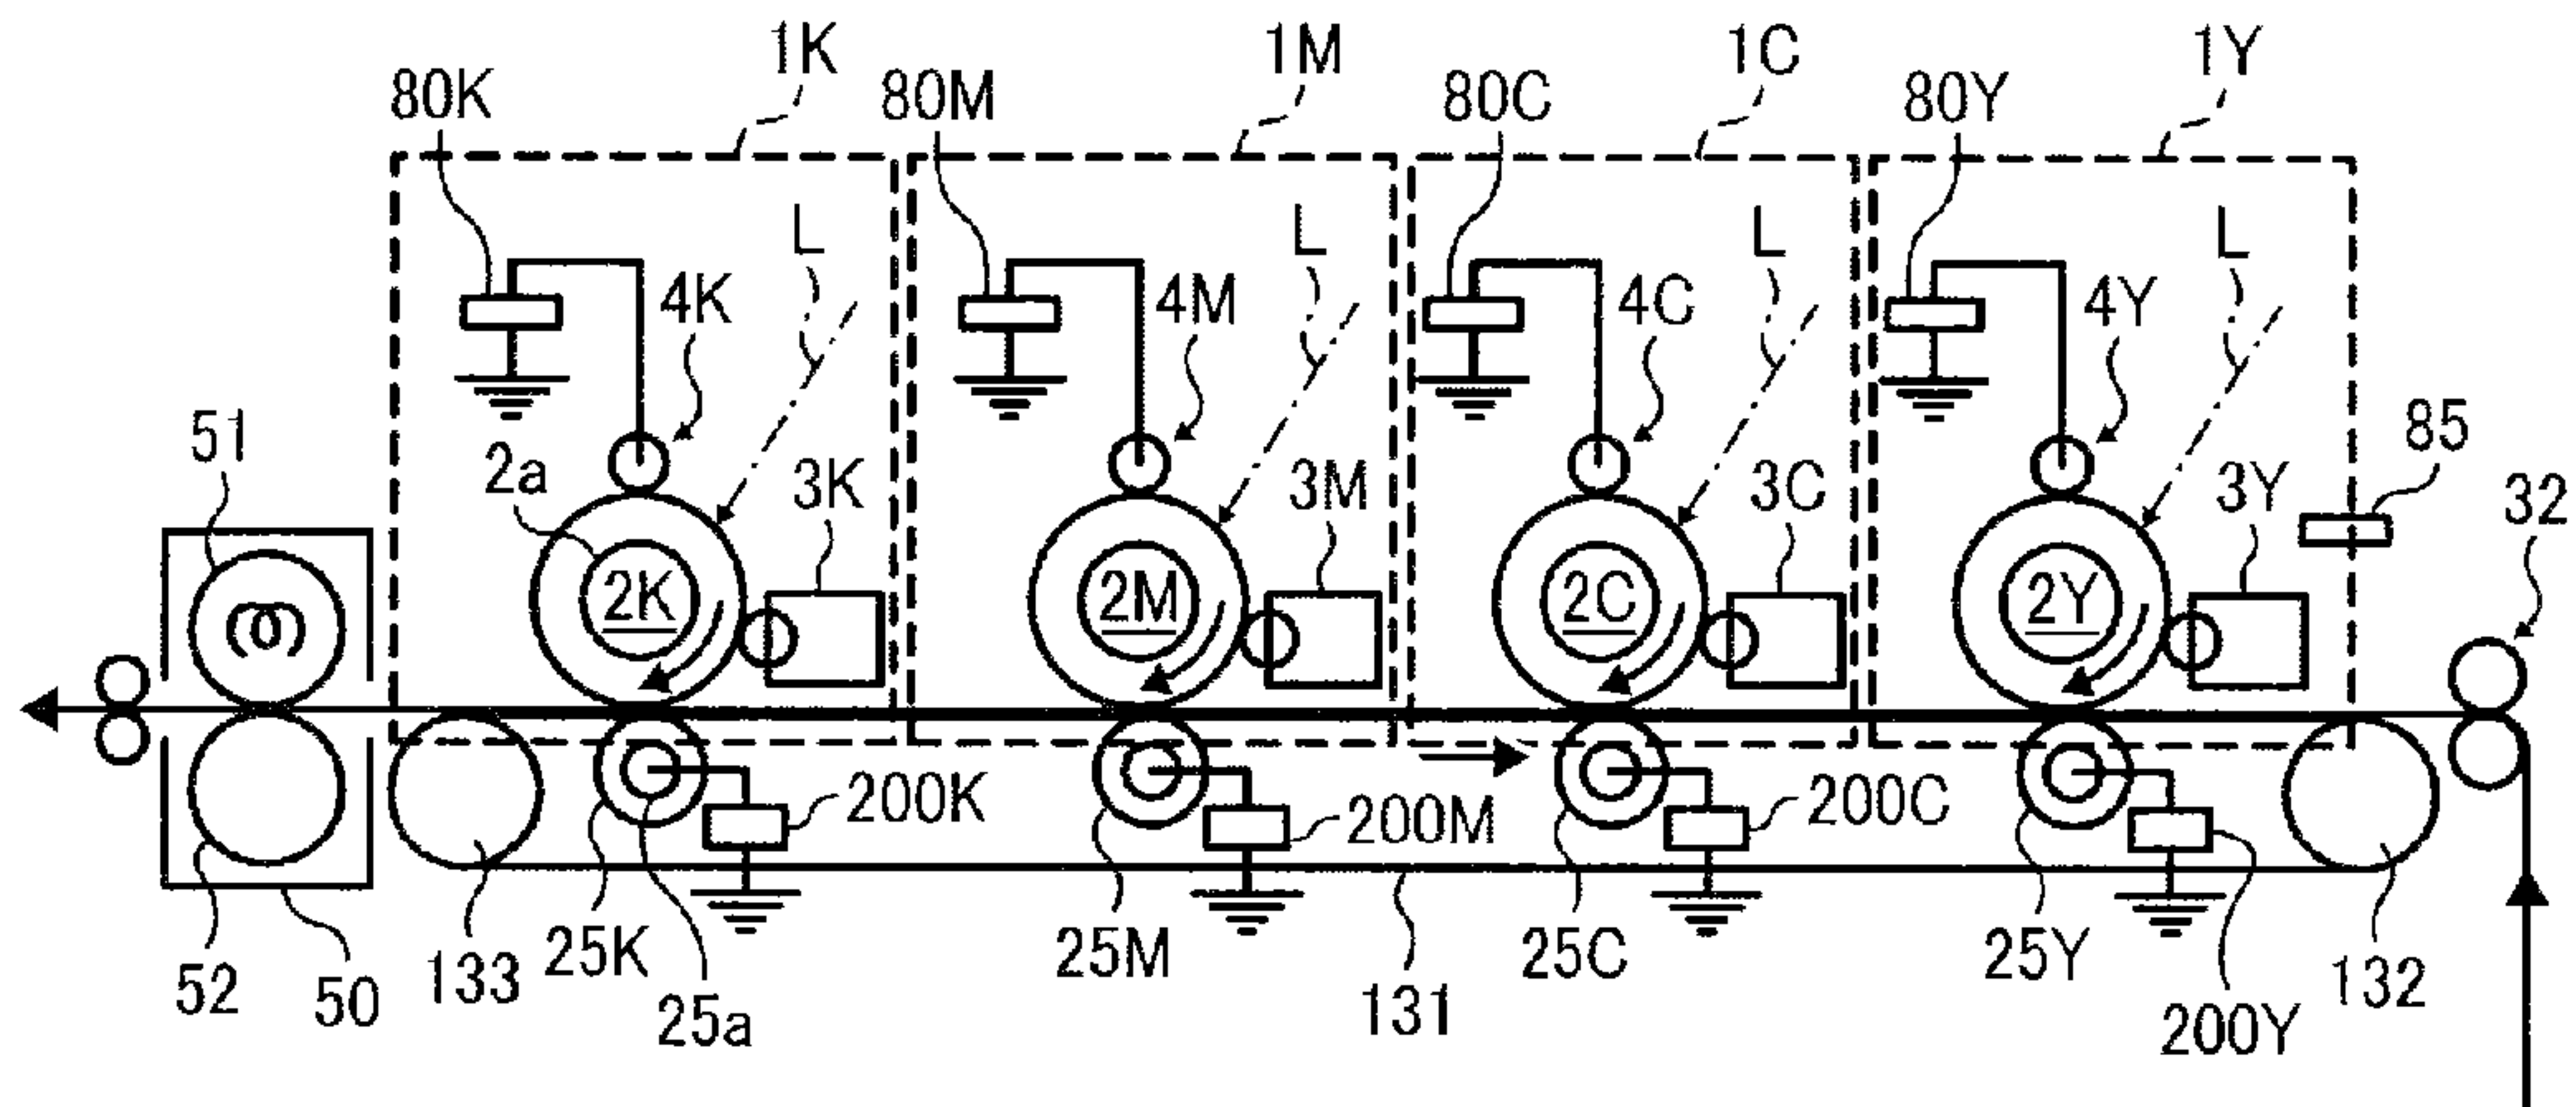 1K 1M 1C 1Y
80K 80M 80C 80Y
L L L L
4K 4M 4C 4Y
51 2a 3K 3M 3C 3Y 85 32
2K 2M 2C 2Y
200K 200M 200C
52 50 133 25K 25a 25M 131 25C 25Y 200Y 132